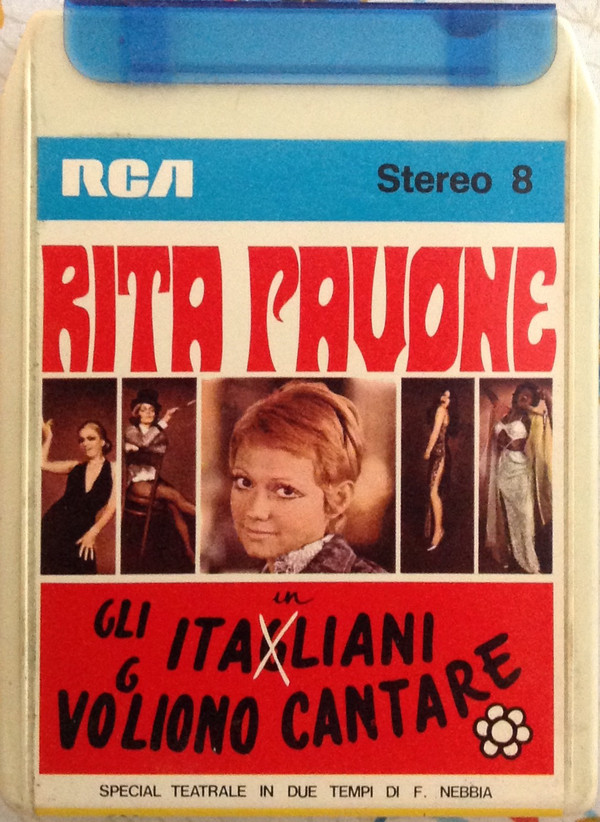 RCA Stereo 8
RITA PAVONE
in
GLI ITAGLIANI
VOLIONO CANTARE
G
SPECIAL TEATRALE IN DUE TEMPI DI F. NEBBIA